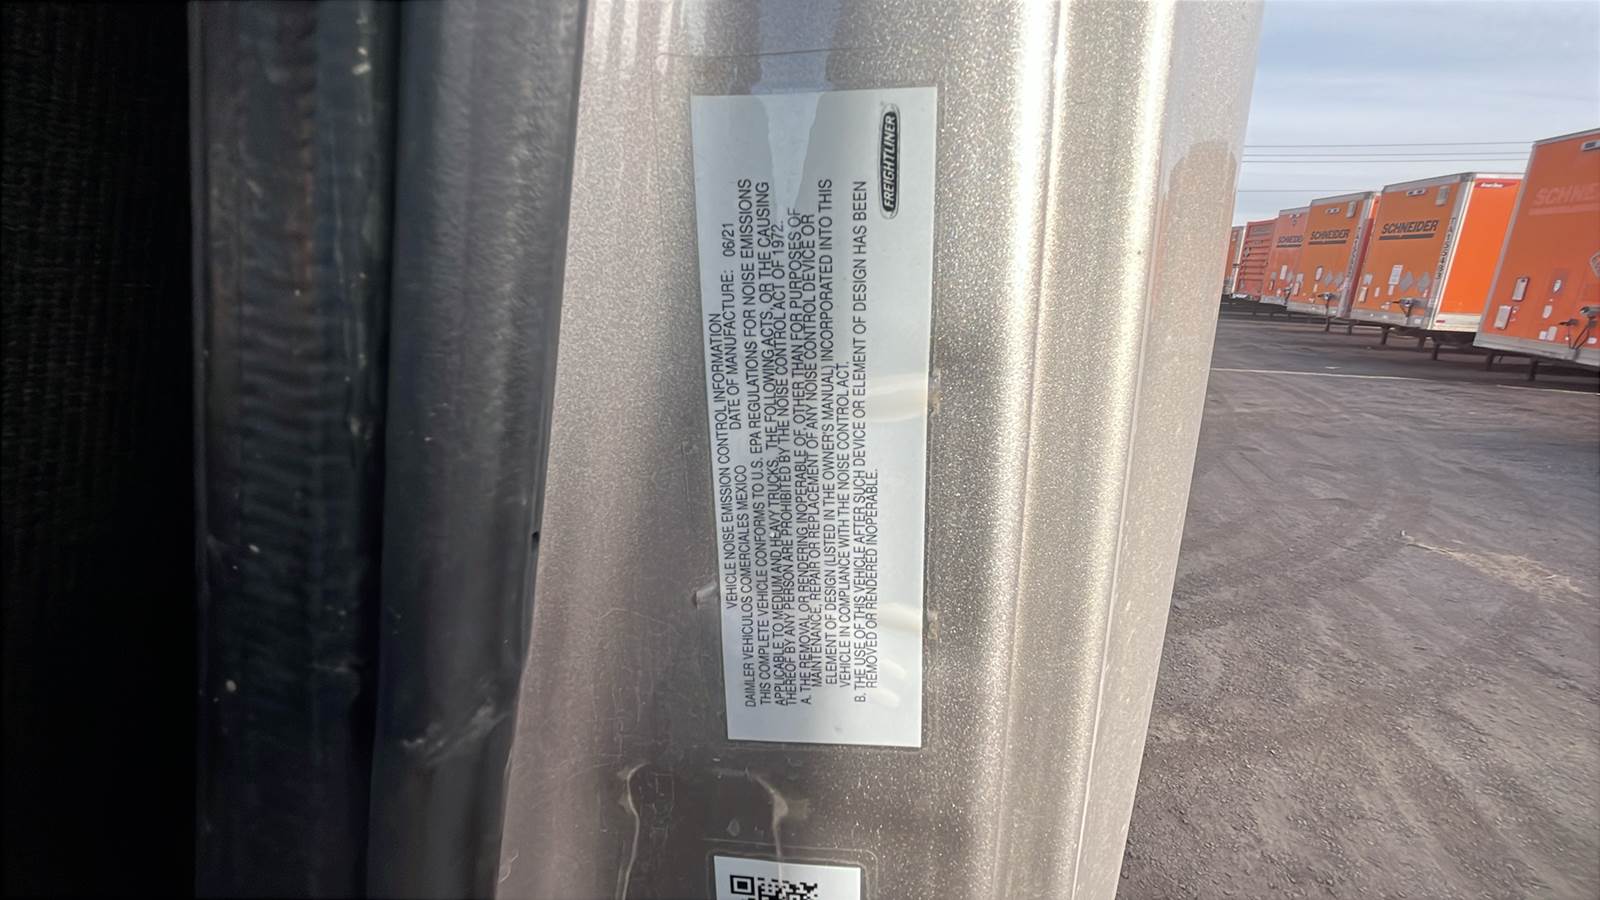 FREIGHTLINER
VEHICLE NOISE EMISSION CONTROL INFORMATION
DAIMLER VEHICULOS COMERCIALES MEXICO DATE OF MANUFACTURE: 06/21
THIS COMPLETE VEHICLE CONFORMS TO U.S. EPA REGULATIONS FOR NOISE EMISSIONS
APPLICABLE TO MEDIUM AND HEAVY TRUCKS. THE FOLLOWING ACTS, OR THE CAUSING
THEREOF BY ANY PERSON ARE PROHIBITED BY THE NOISE CONTROL ACT OF 1972.
A. THE REMOVAL OR RENDERING INOPERABLE OF OTHER THAN FOR PURPOSES OF
MAINTENANCE, REPAIR OR REPLACEMENT OF ANY NOISE CONTROL DEVICE OR
ELEMENT OF DESIGN (LISTED IN THE OWNER'S MANUAL) INCORPORATED INTO THIS
VEHICLE IN COMPLIANCE WITH THE NOISE CONTROL ACT.
B. THE USE OF THIS VEHICLE AFTER SUCH DEVICE OR ELEMENT OF DESIGN HAS BEEN
REMOVED OR RENDERED INOPERABLE.
SCHNEIDER
SCHNEIDER
SCHNEIDER
SCHNE